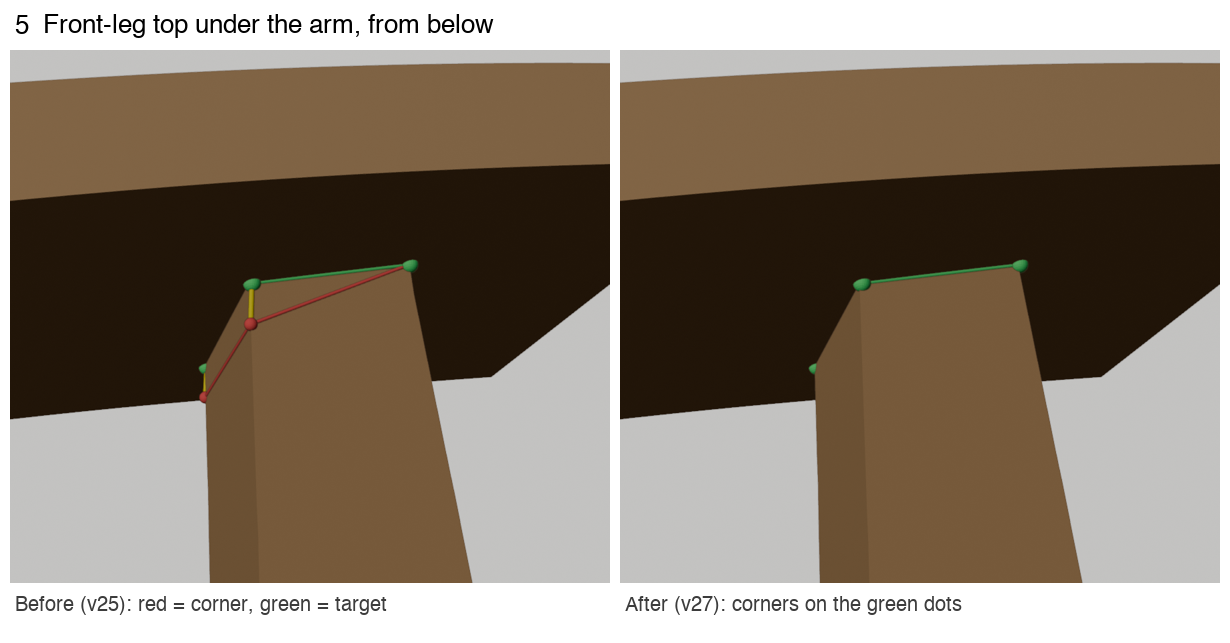 5 Front-leg top under the arm, from below
Before (v25): red = corner, green = target
After (v27): corners on the green dots